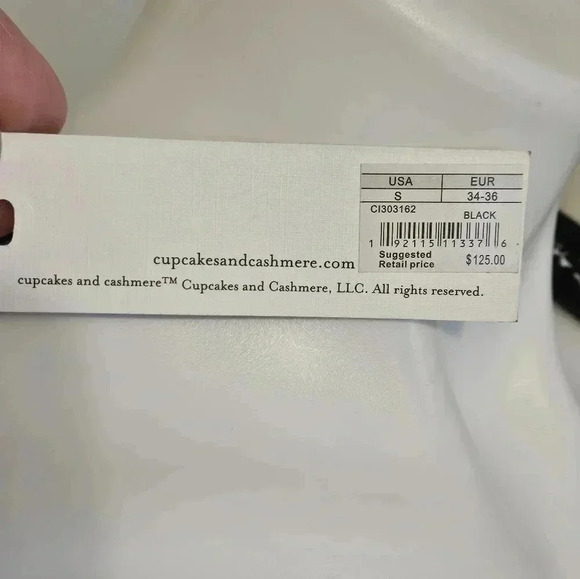 USA EUR
S 34-36
CI303162
BLACK
1 92115 11337 6
Suggested
Retail price $125.00
cupcakesandcashmere.com
cupcakes and cashmere™ Cupcakes and Cashmere, LLC. All rights reserved.